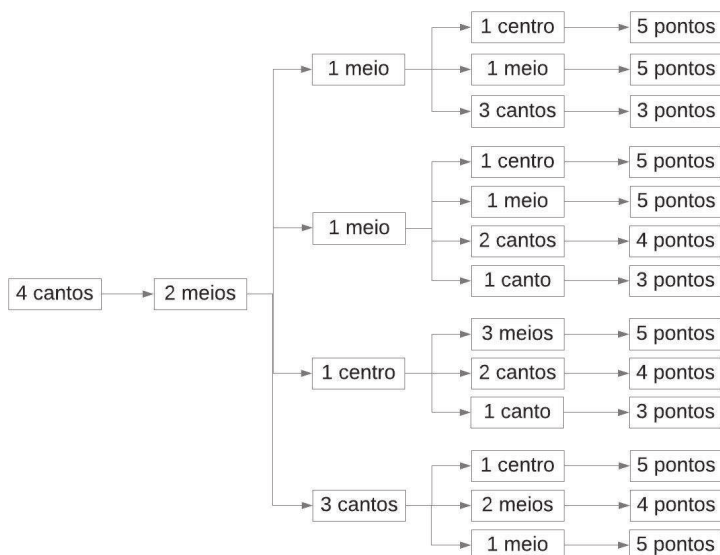 1 centro 5 pontos
1 meio 1 meio 5 pontos
3 cantos 3 pontos
1 centro 5 pontos
1 meio 5 pontos
1 meio
2 cantos 4 pontos
1 canto 3 pontos
4 cantos 2 meios
3 meios 5 pontos
1 centro 2 cantos 4 pontos
1 canto 3 pontos
1 centro 5 pontos
3 cantos 2 meios 4 pontos
1 meio 5 pontos